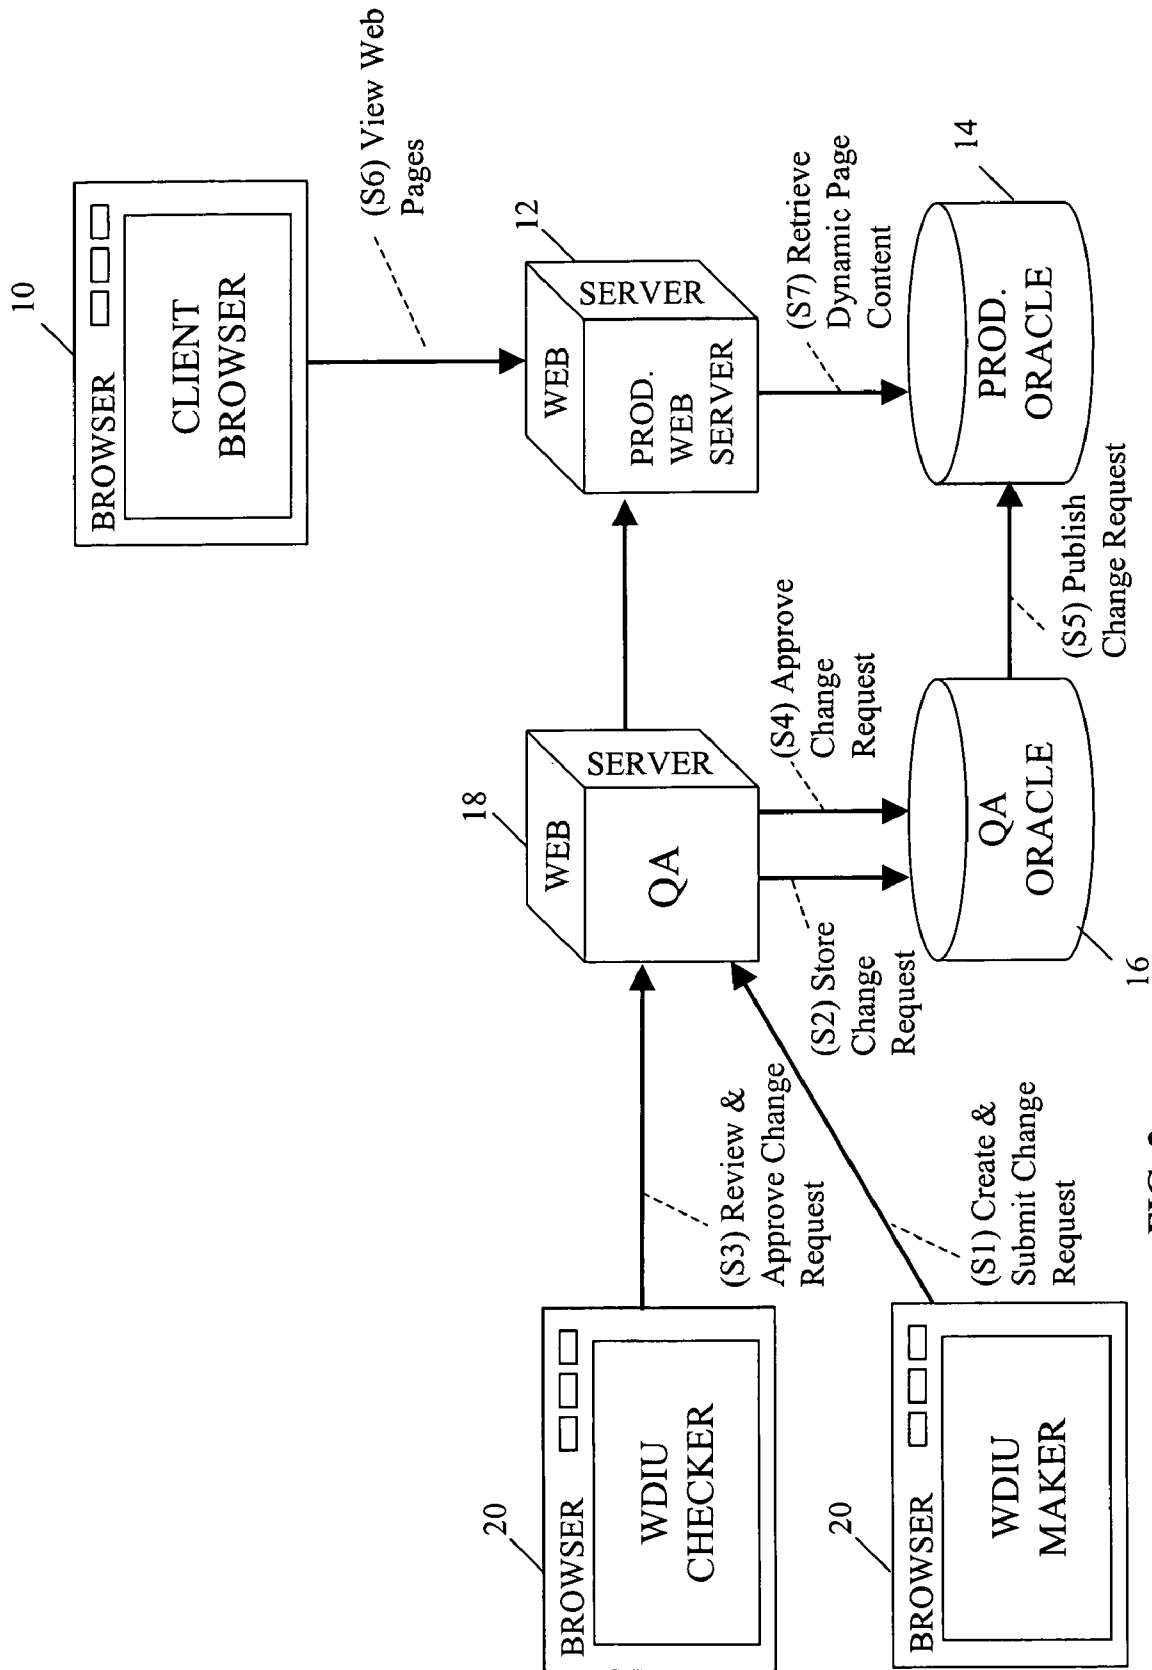 10
BROWSER
CLIENT
BROWSER
(S6) View Web
Pages
20
BROWSER
WDIU
CHECKER
(S3) Review &
Approve Change
Request
18
WEB
SERVER
QA
12
WEB
SERVER
PROD.
WEB
SERVER
20
BROWSER
WDIU
MAKER
(S1) Create &
Submit Change
Request
(S2) Store
Change
Request
(S4) Approve
Change
Request
(S7) Retrieve
Dynamic Page
Content
QA
ORACLE
16
(S5) Publish
Change Request
PROD.
ORACLE
14
FIG.